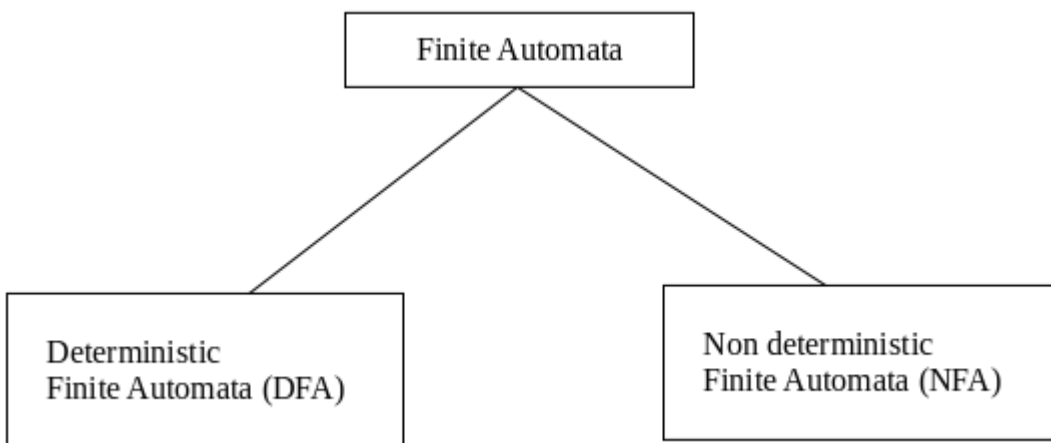 Finite Automata
Deterministic
Finite Automata (DFA)
Non deterministic
Finite Automata (NFA)